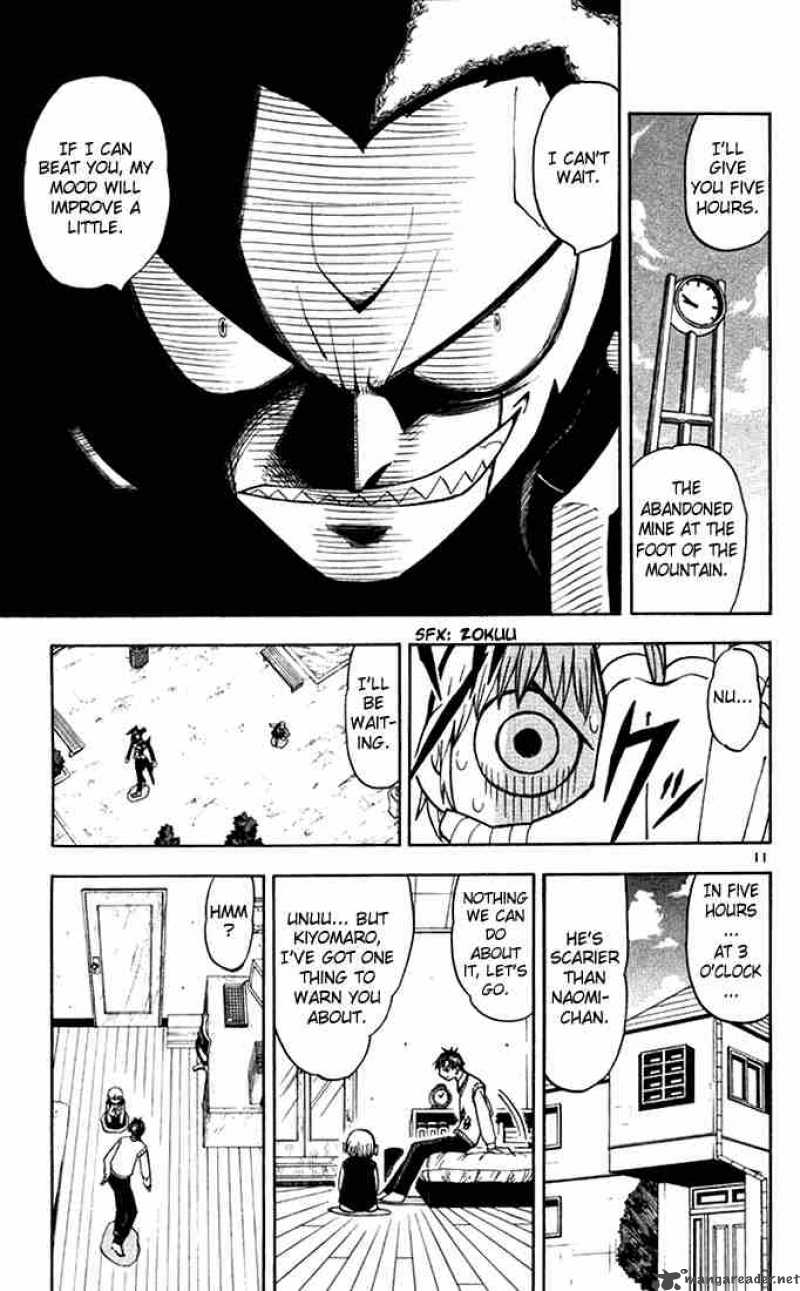 I'LL
GIVE
YOU FIVE
HOURS.
THE
ABANDONED
MINE AT THE
FOOT OF THE
MOUNTAIN.
I CAN'T
WAIT.
IF I CAN
BEAT YOU, MY
MOOD WILL
IMPROVE A
LITTLE.
SFX: ZOKUU
NU...
グッ
I'LL
BE
WAIT-
ING.
11
IN FIVE
HOURS
...
AT 3
O'CLOCK
...
HE'S
SCARIER
THAN
NAOMI-
CHAN.
NOTHING
WE CAN
DO
ABOUT
IT, LET'S
GO.
UNUU... BUT
KIYOMARO,
I'VE GOT ONE
THING TO
WARN YOU
ABOUT.
HMM
?
mangareader.net